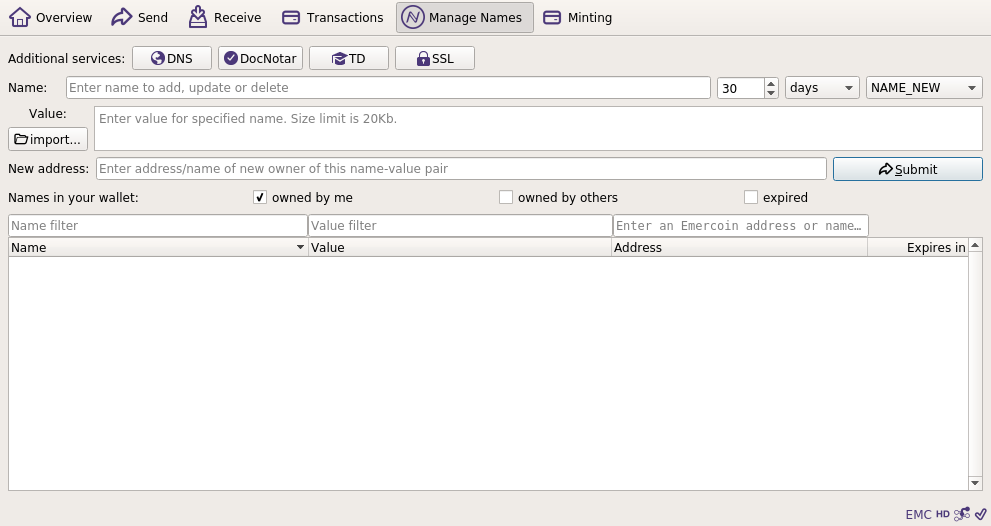 Overview Send Receive Transactions Manage Names Minting
Additional services: DNS DocNotar TD SSL
Name: Enter name to add, update or delete 30 days NAME_NEW
Value: Enter value for specified name. Size limit is 20Kb.
import...
New address: Enter address/name of new owner of this name-value pair Submit
Names in your wallet: owned by me owned by others expired
Name filter Value filter Enter an Emercoin address or name…
Name Value Address Expires in
EMC HD